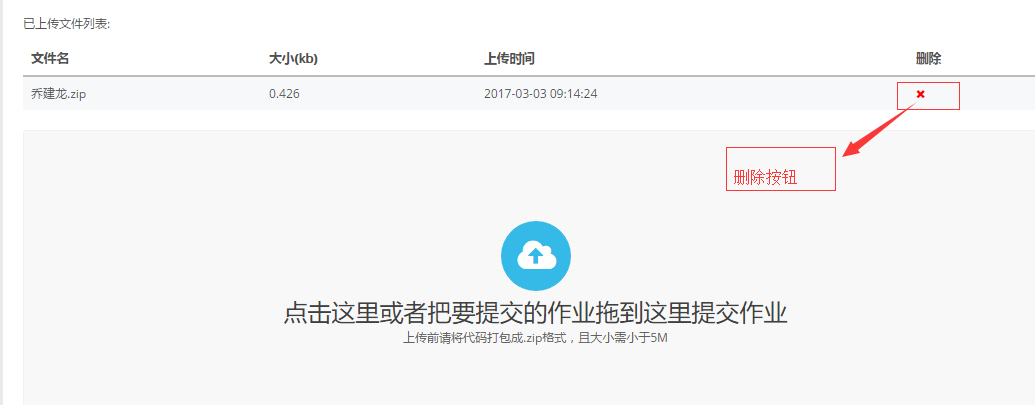 已上传文件列表:
文件名 大小(kb) 上传时间 删除
乔建龙.zip 0.426 2017-03-03 09:14:24
删除按钮
点击这里或者把要提交的作业拖到这里提交作业
上传前请将代码打包成.zip格式，且大小需小于5M